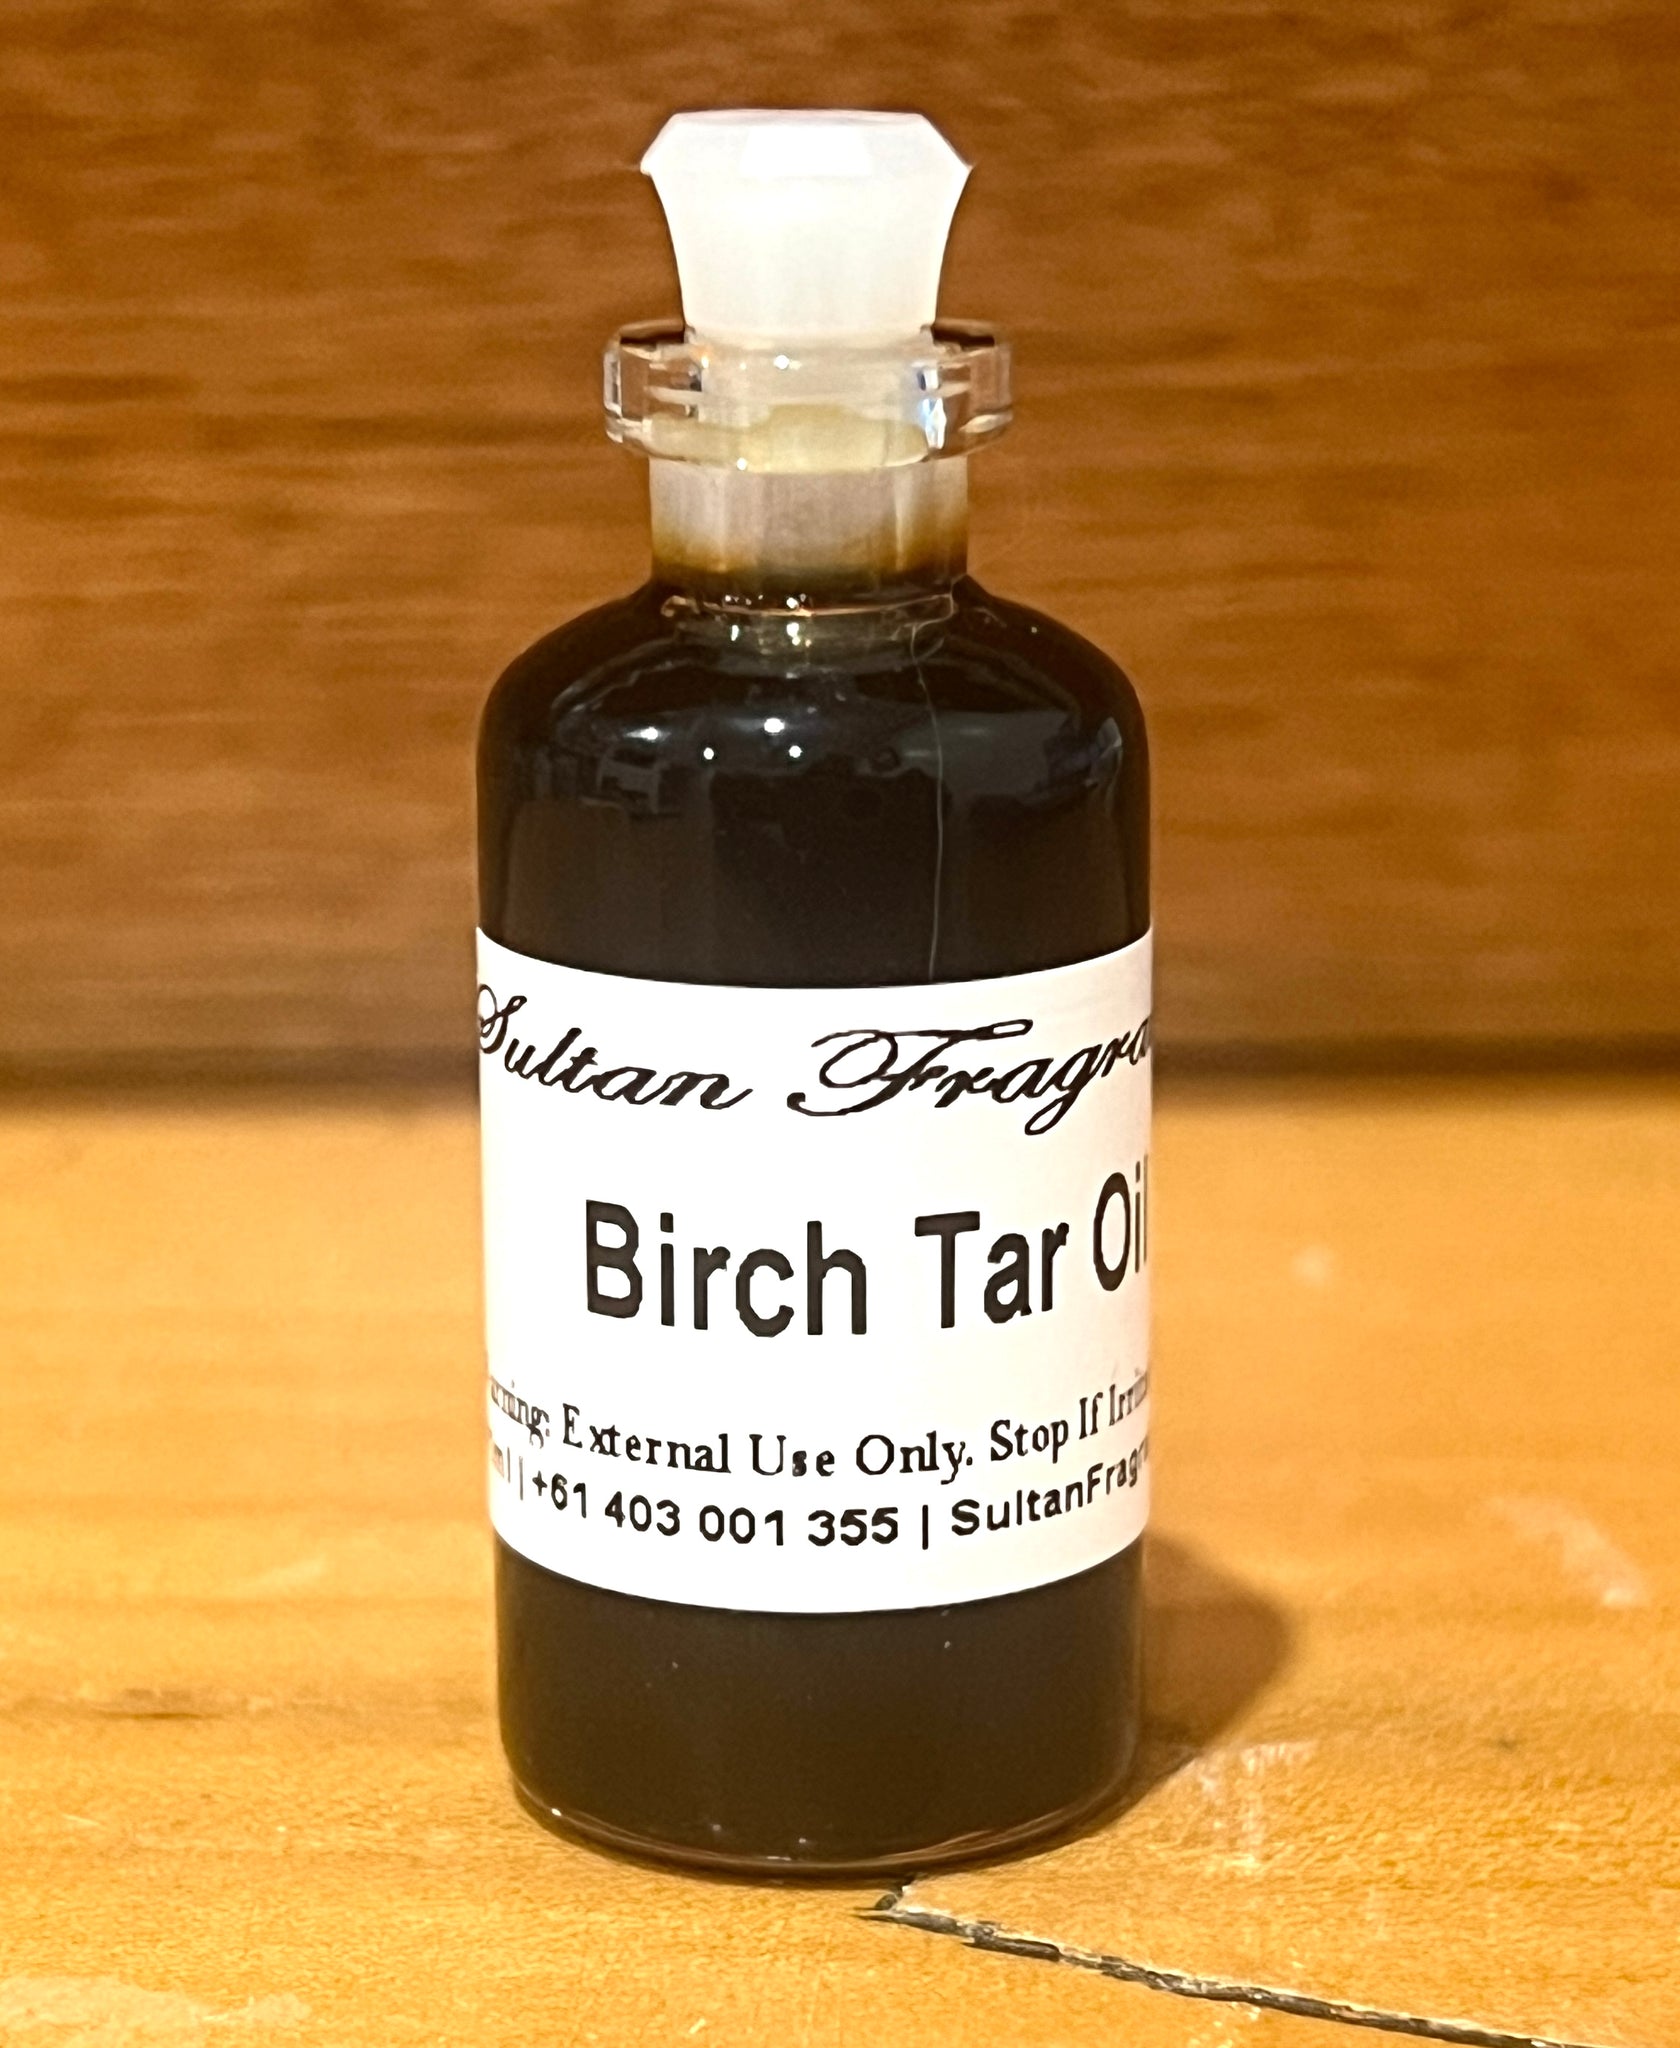 Sultan
Birch Tar Oil
External Use Only. Stop If
| +61 403 001 355 |